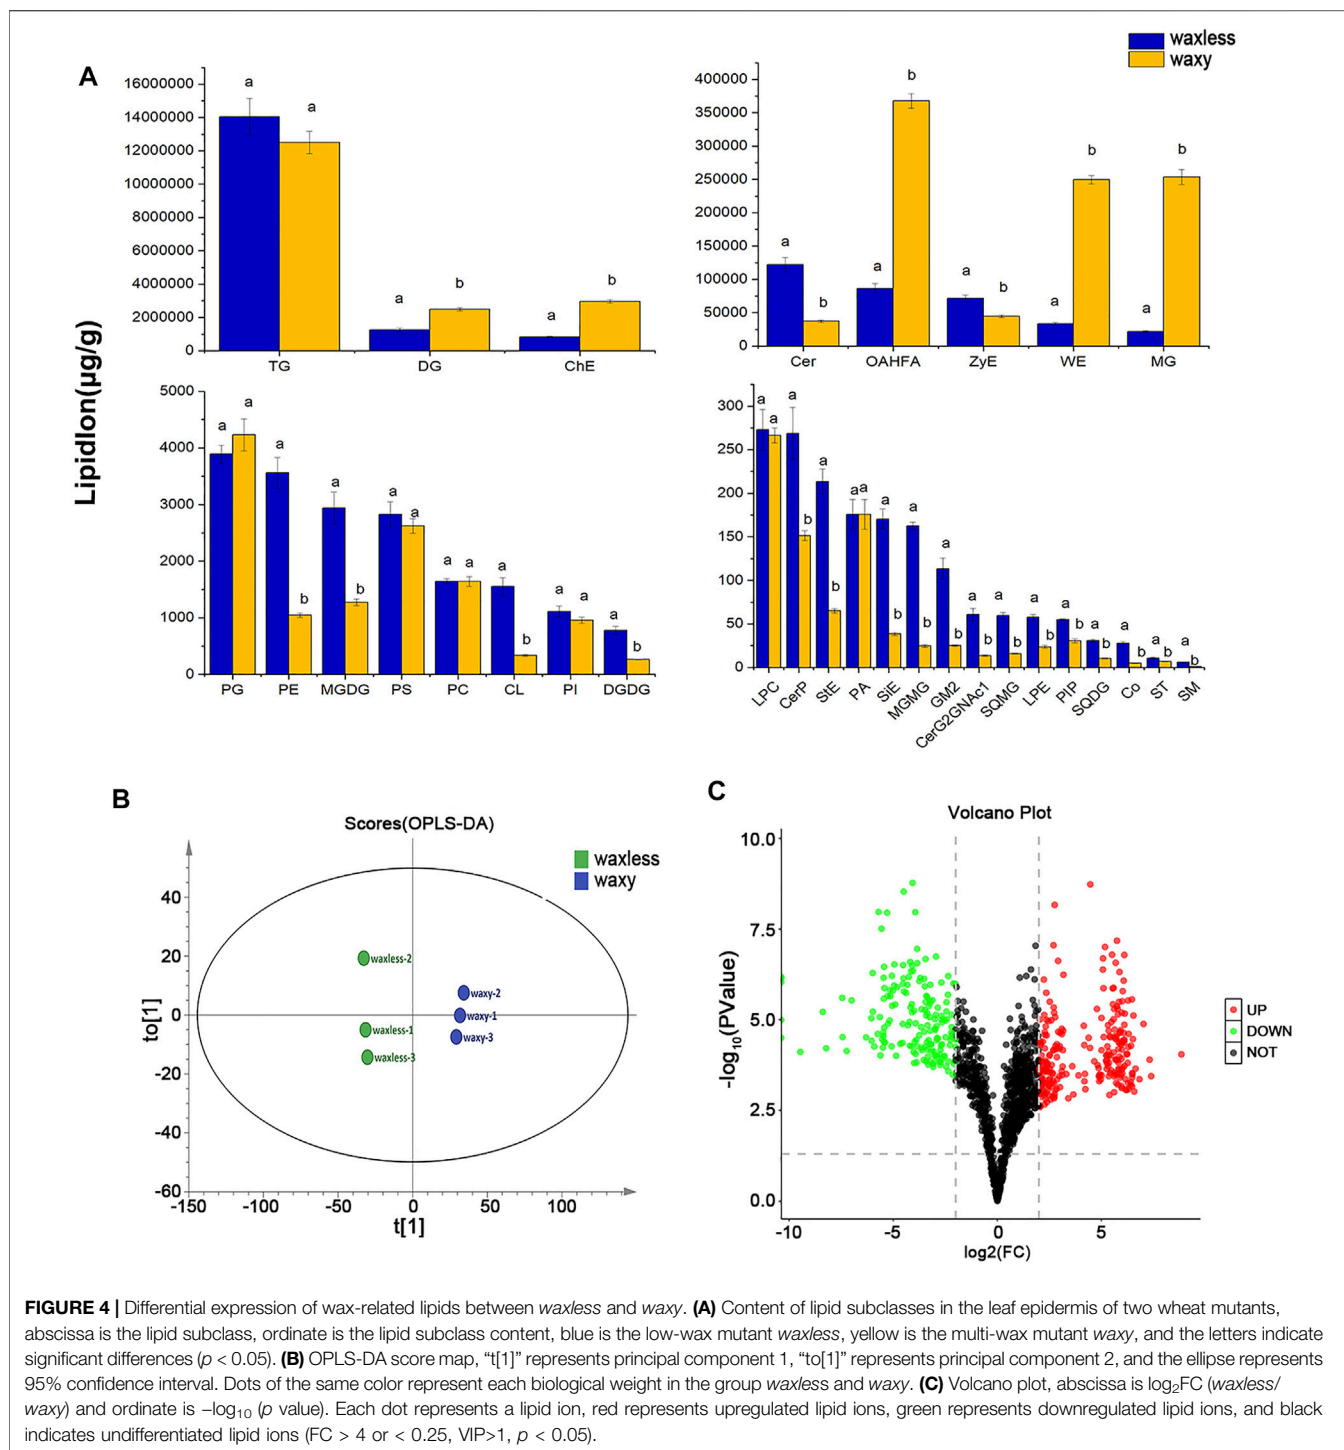 waxless
waxy
A
LipidIon(µg/g)
16000000
14000000
12000000
10000000
8000000
6000000
4000000
2000000
0
a
a
a
b
a
b
TG
DG
ChE
400000
350000
300000
250000
200000
150000
100000
50000
0
a
b
a
b
a
b
a
b
a
b
Cer
OAHFA
ZyE
WE
MG
5000
4000
3000
2000
1000
0
a
a
a
b
a
b
a
a
a
a
a
b
a
a
a
b
PG
PE
MGDG
PS
PC
CL
PI
DGDG
300
250
200
150
100
50
0
a
a
a
b
a
b
a
a
a
b
a
b
a
b
a
b
a
b
a
b
a
b
a
b
a
b
a
b
a
b
LPC
CerP
StE
PA
SiE
MGMG
GM2
CerG2GNAc1
SQMG
LPE
PIP
SQDG
Co
ST
SM
B
Scores(OPLS-DA)
waxless
waxy
to[1]
40
20
0
-20
-40
-60
waxless-2
waxless-1
waxless-3
waxy-2
waxy-1
waxy-3
-150
-100
-50
0
50
100
t[1]
C
Volcano Plot
-log10(PValue)
10.0
7.5
5.0
2.5
0.0
-10
-5
0
5
log2(FC)
UP
DOWN
NOT
FIGURE 4 | Differential expression of wax-related lipids between waxless and waxy. (A) Content of lipid subclasses in the leaf epidermis of two wheat mutants,
abscissa is the lipid subclass, ordinate is the lipid subclass content, blue is the low-wax mutant waxless, yellow is the multi-wax mutant waxy, and the letters indicate
significant differences (p < 0.05). (B) OPLS-DA score map, “t[1]” represents principal component 1, “to[1]” represents principal component 2, and the ellipse represents
95% confidence interval. Dots of the same color represent each biological weight in the group waxless and waxy. (C) Volcano plot, abscissa is log₂FC (waxless/
waxy) and ordinate is −log₁₀ (p value). Each dot represents a lipid ion, red represents upregulated lipid ions, green represents downregulated lipid ions, and black
indicates undifferentiated lipid ions (FC > 4 or < 0.25, VIP>1, p < 0.05).